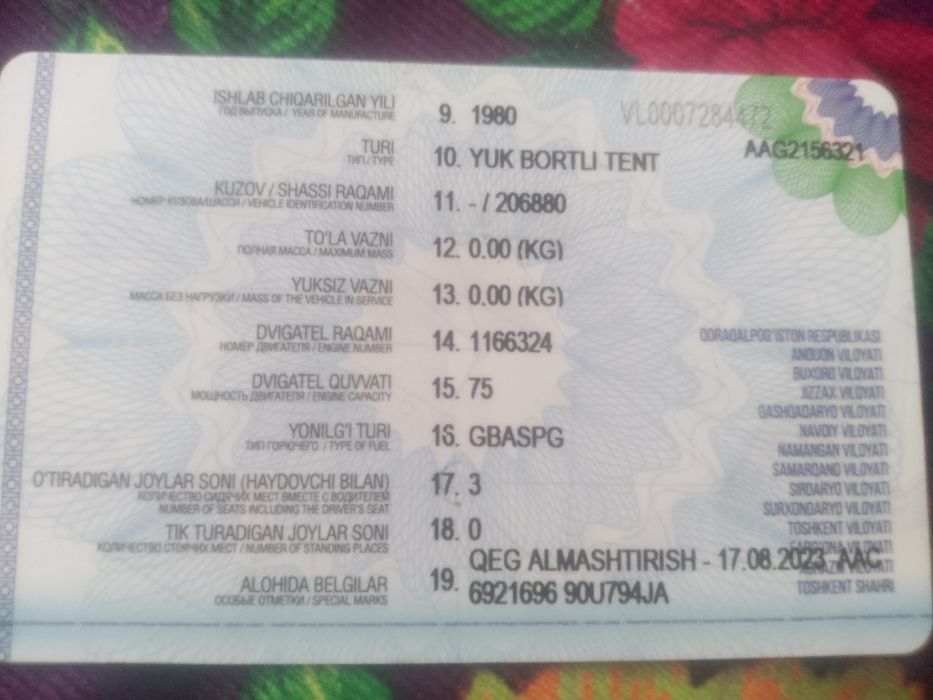 ISHLAB CHIQARILGAN YILI
ГОД ВЫПУСКА / YEAR OF MANUFACTURE
9. 1980
VL0007284472
TURI
ТИП / TYPE
10. YUK BORTLI TENT
AAG2156321
KUZOV / SHASSI RAQAMI
НОМЕР КУЗОВА/ШАССИ / VEHICLE IDENTIFICATION NUMBER
11. - / 206880
TO'LA VAZNI
ПОЛНАЯ МАССА / MAXIMUM MASS
12. 0.00 (KG)
YUKSIZ VAZNI
МАССА БЕЗ НАГРУЗКИ / MASS OF THE VEHICLE IN SERVICE
13. 0.00 (KG)
DVIGATEL RAQAMI
НОМЕР ДВИГАТЕЛЯ / ENGINE NUMBER
14. 1166324
DVIGATEL QUVVATI
МОЩНОСТЬ ДВИГАТЕЛЯ / ENGINE CAPACITY
15. 75
YONILG'I TURI
ТИП ГОРЮЧЕГО / TYPE OF FUEL
16. GBASPG
O'TIRADIGAN JOYLAR SONI (HAYDOVCHI BILAN)
КОЛИЧЕСТВО СИДЯЧИХ МЕСТ ВМЕСТЕ С ВОДИТЕЛЕМ
NUMBER OF SEATS INCLUDING THE DRIVER'S SEAT
17. 3
TIK TURADIGAN JOYLAR SONI
КОЛИЧЕСТВО СТОЯЧИХ МЕСТ / NUMBER OF STANDING PLACES
18. 0
ALOHIDA BELGILAR
ОСОБЫЕ ОТМЕТКИ / SPECIAL MARKS
19. QEG ALMASHTIRISH - 17.08.2023 AAC
6921696 90U794JA
QORAQALPOG'ISTON RESPUBLIKASI
ANDIJON VILOYATI
BUXORO VILOYATI
JIZZAX VILOYATI
QASHQADARYO VILOYATI
NAVOIY VILOYATI
NAMANGAN VILOYATI
SAMARQAND VILOYATI
SIRDARYO VILOYATI
SURXONDARYO VILOYATI
TOSHKENT VILOYATI
FARG'ONA VILOYATI
VILOYATI
TOSHKENT SHAHRI